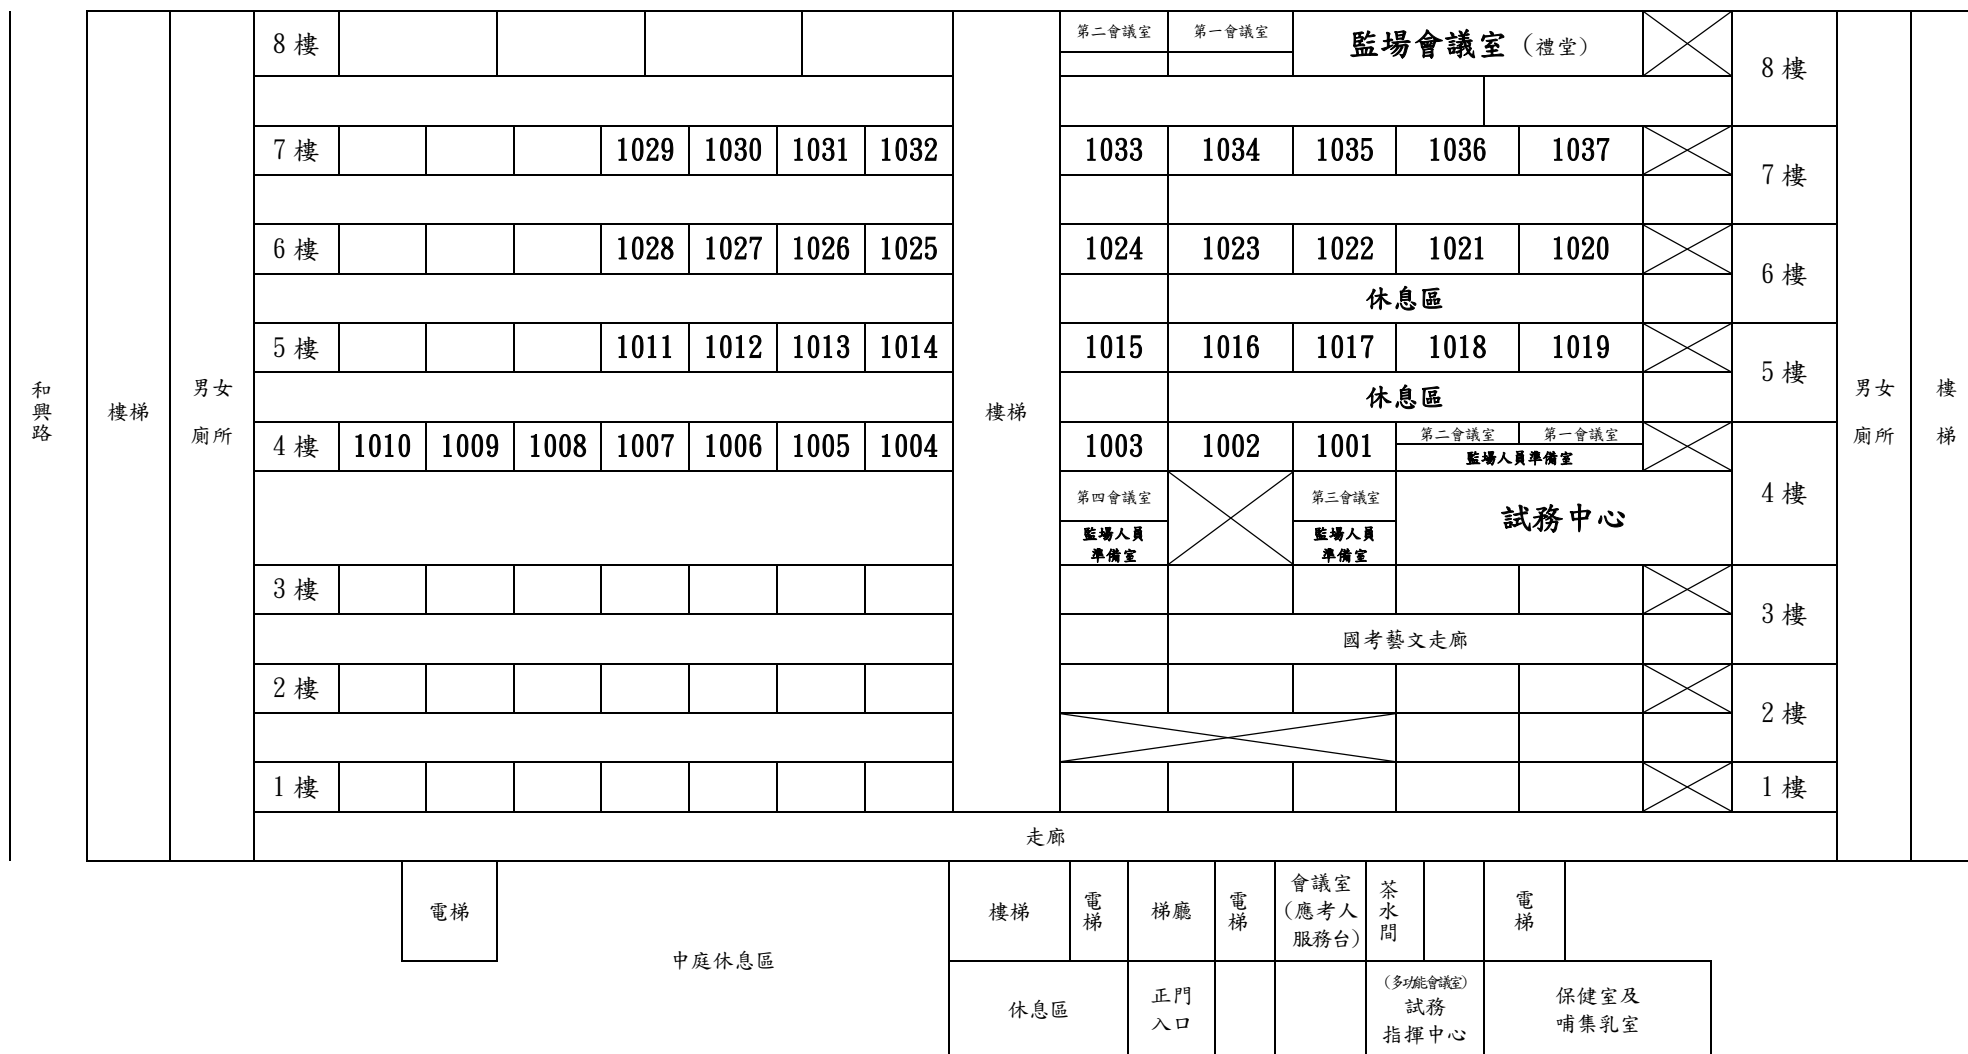 8 樓
第二會議室
第一會議室
監場會議室（禮堂）
8 樓
7 樓 1029 1030 1031 1032 1033 1034 1035 1036 1037
7 樓
6 樓 1028 1027 1026 1025 1024 1023 1022 1021 1020
6 樓
休息區
5 樓 1011 1012 1013 1014 1015 1016 1017 1018 1019
5 樓
休息區
和興路
樓梯
男女
廁所
樓梯
男女
廁所
樓梯
4 樓 1010 1009 1008 1007 1006 1005 1004 1003 1002 1001
第二會議室
第一會議室
監場人員準備室
4 樓
第四會議室
監場人員
準備室
第三會議室
監場人員
準備室
試務中心
3 樓
3 樓
國考藝文走廊
2 樓
2 樓
1 樓
1 樓
走廊
電梯
中庭休息區
樓梯
電梯
梯廳
電梯
會議室
(應考人
服務台)
茶水間
電梯
休息區
正門
入口
(多功能會議室)
試務
指揮中心
保健室及
哺集乳室